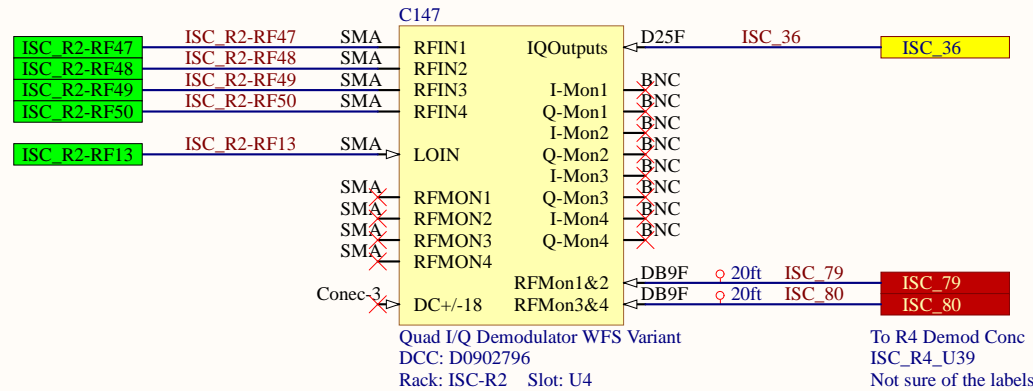 C147
ISC_R2-RF47 ISC_R2-RF47 SMA RFIN1 IQOutputs D25F ISC_36 ISC_36
ISC_R2-RF48 ISC_R2-RF48 SMA RFIN2
ISC_R2-RF49 ISC_R2-RF49 SMA RFIN3 I-Mon1 BNC
ISC_R2-RF50 ISC_R2-RF50 SMA RFIN4 Q-Mon1 BNC
I-Mon2 BNC
ISC_R2-RF13 ISC_R2-RF13 SMA LOIN Q-Mon2 BNC
I-Mon3 BNC
SMA RFMON1 Q-Mon3 BNC
SMA RFMON2 I-Mon4 BNC
SMA RFMON3 Q-Mon4 BNC
SMA RFMON4
RFMon1&2 DB9F 20ft ISC_79 ISC_79
Conec-3 DC+/-18 RFMon3&4 DB9F 20ft ISC_80 ISC_80
Quad I/Q Demodulator WFS Variant
DCC: D0902796
Rack: ISC-R2 Slot: U4
To R4 Demod Conc
ISC_R4_U39
Not sure of the labels